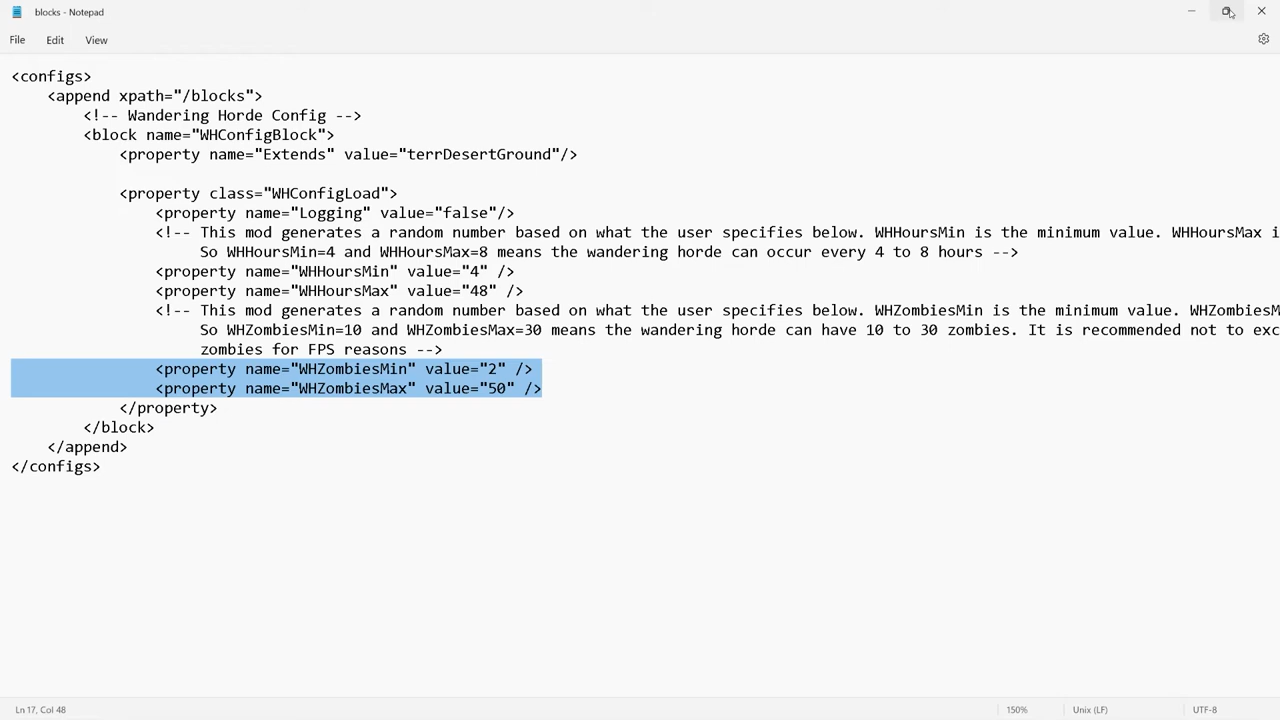 blocks - Notepad
File Edit View
<configs>
<append xpath="/blocks">
<!-- Wandering Horde Config -->
<block name="WHConfigBlock">
<property name="Extends" value="terrDesertGround"/>
<property class="WHConfigLoad">
<property name="Logging" value="false"/>
<!-- This mod generates a random number based on what the user specifies below. WHHoursMin is the minimum value. WHHoursMax i
So WHHoursMin=4 and WHHoursMax=8 means the wandering horde can occur every 4 to 8 hours -->
<property name="WHHoursMin" value="4" />
<property name="WHHoursMax" value="48" />
<!-- This mod generates a random number based on what the user specifies below. WHZombiesMin is the minimum value. WHZombiesM
So WHZombiesMin=10 and WHZombiesMax=30 means the wandering horde can have 10 to 30 zombies. It is recommended not to exc
zombies for FPS reasons -->
<property name="WHZombiesMin" value="2" />
<property name="WHZombiesMax" value="50" />
</property>
</block>
</append>
</configs>
Ln 17, Col 48 150% Unix (LF) UTF-8